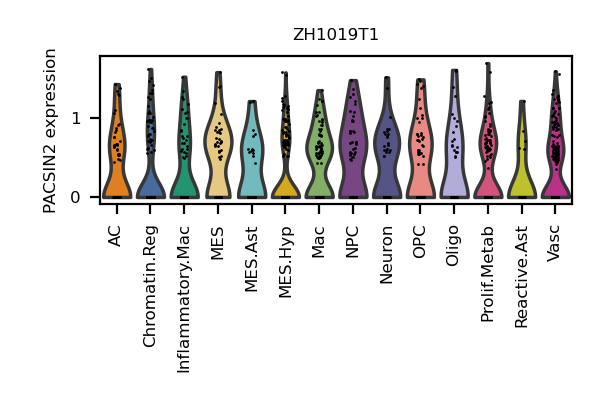 ZH1019T1
PACSIN2 expression
1
0
AC
Chromatin.Reg
Inflammatory.Mac
MES
MES.Ast
MES.Hyp
Mac
NPC
Neuron
OPC
Oligo
Prolif.Metab
Reactive.Ast
Vasc